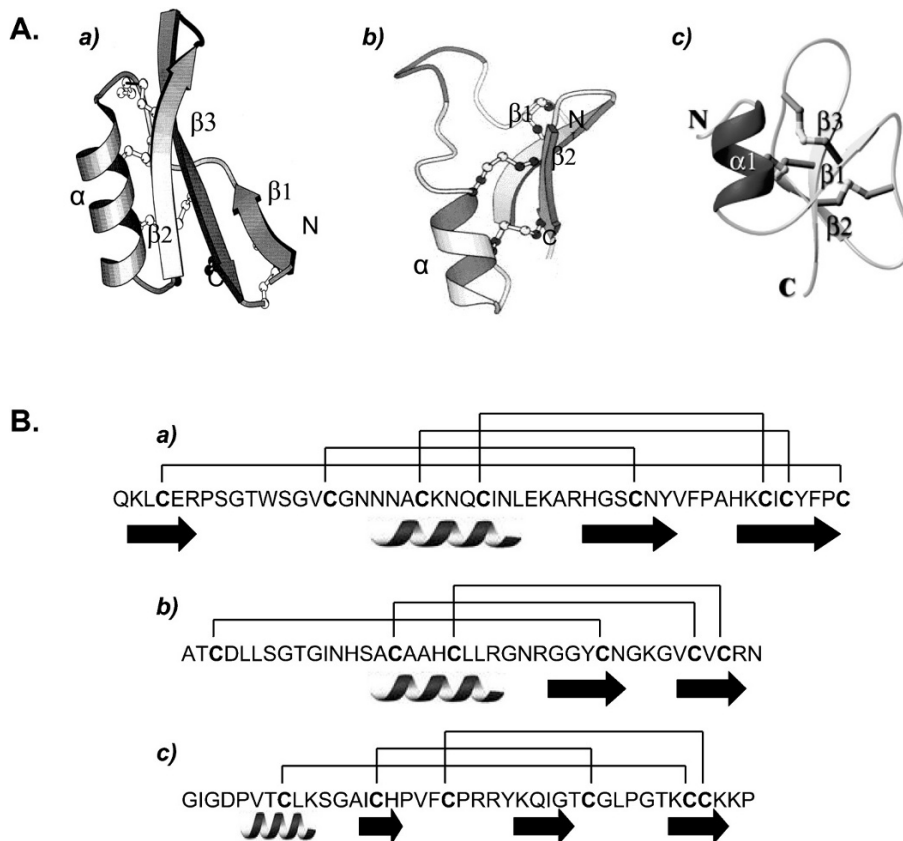 A.
a) b) c)
β3 β1 N α β2 C
β1 N β2 C α
N α1 β3 β1 β2 C
B.
a)
QKLCERPSGTWSGVCGNNNACKNQCINLEKARHGSCNYVFPAHKCICYFPC
b)
ATCDLLSGTGINHSACAAHCLLRGNRGGYCNGKGVCVCRN
c)
GIGDPVTCLKSGAICHPVFCPRRYKQIGTCGLPGTKCCKKP